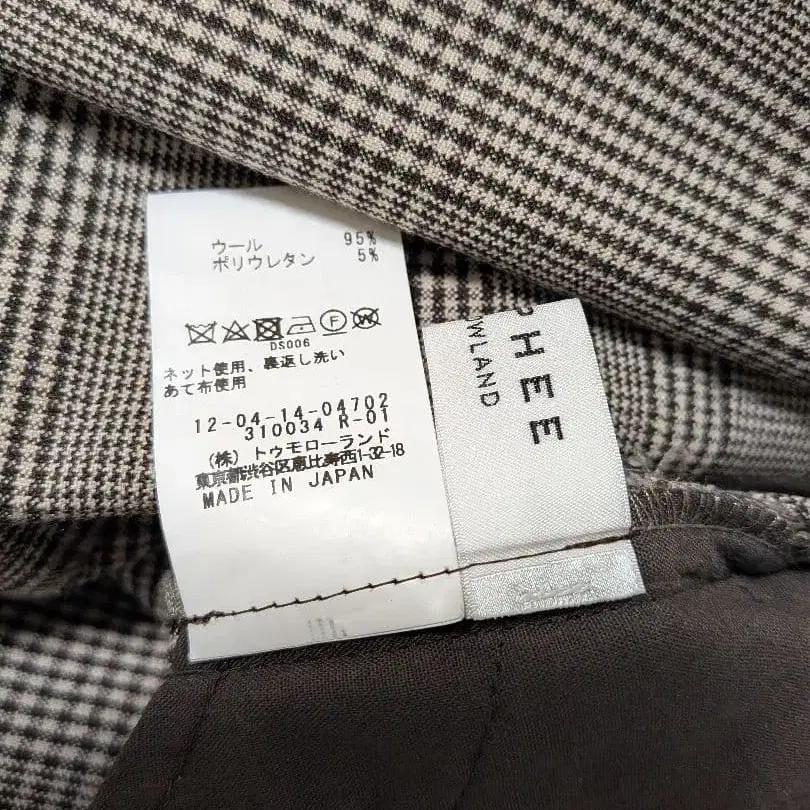 ウール 95%
ポリウレタン 5%
F W
DS006
ネット使用、裏返し洗い
あて布使用
12-04-14-04702
310034 R-01
(株)トゥモローランド
東京都渋谷区恵比寿西1-32-18
MADE IN JAPAN
PHEE
OWLAND